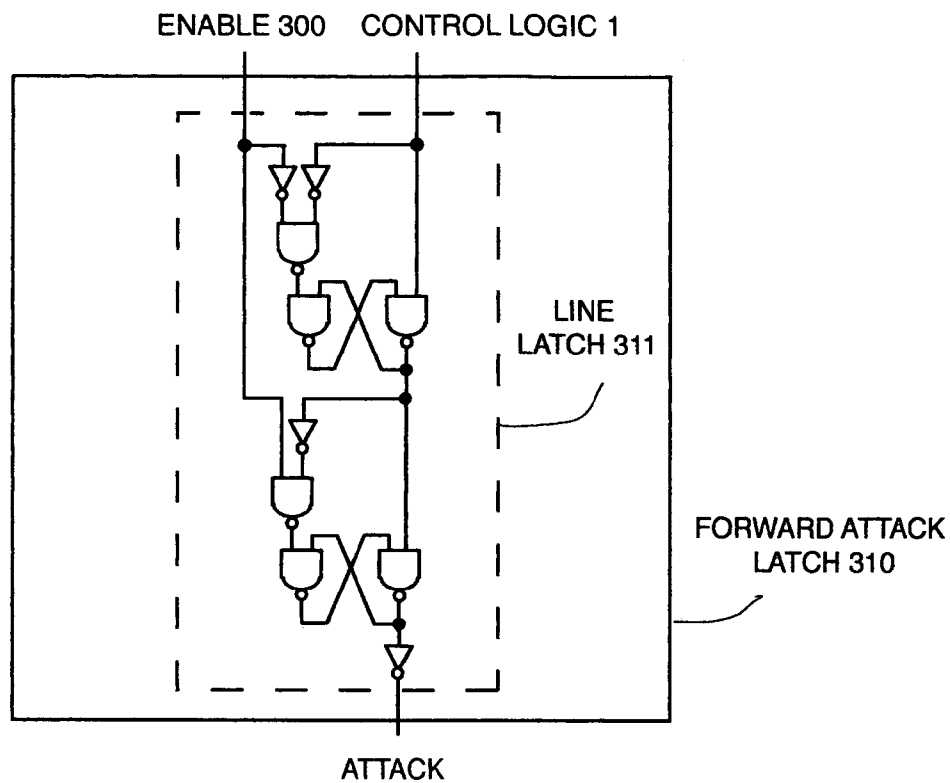 ENABLE 300 CONTROL LOGIC 1
LINE
LATCH 311
FORWARD ATTACK
LATCH 310
ATTACK